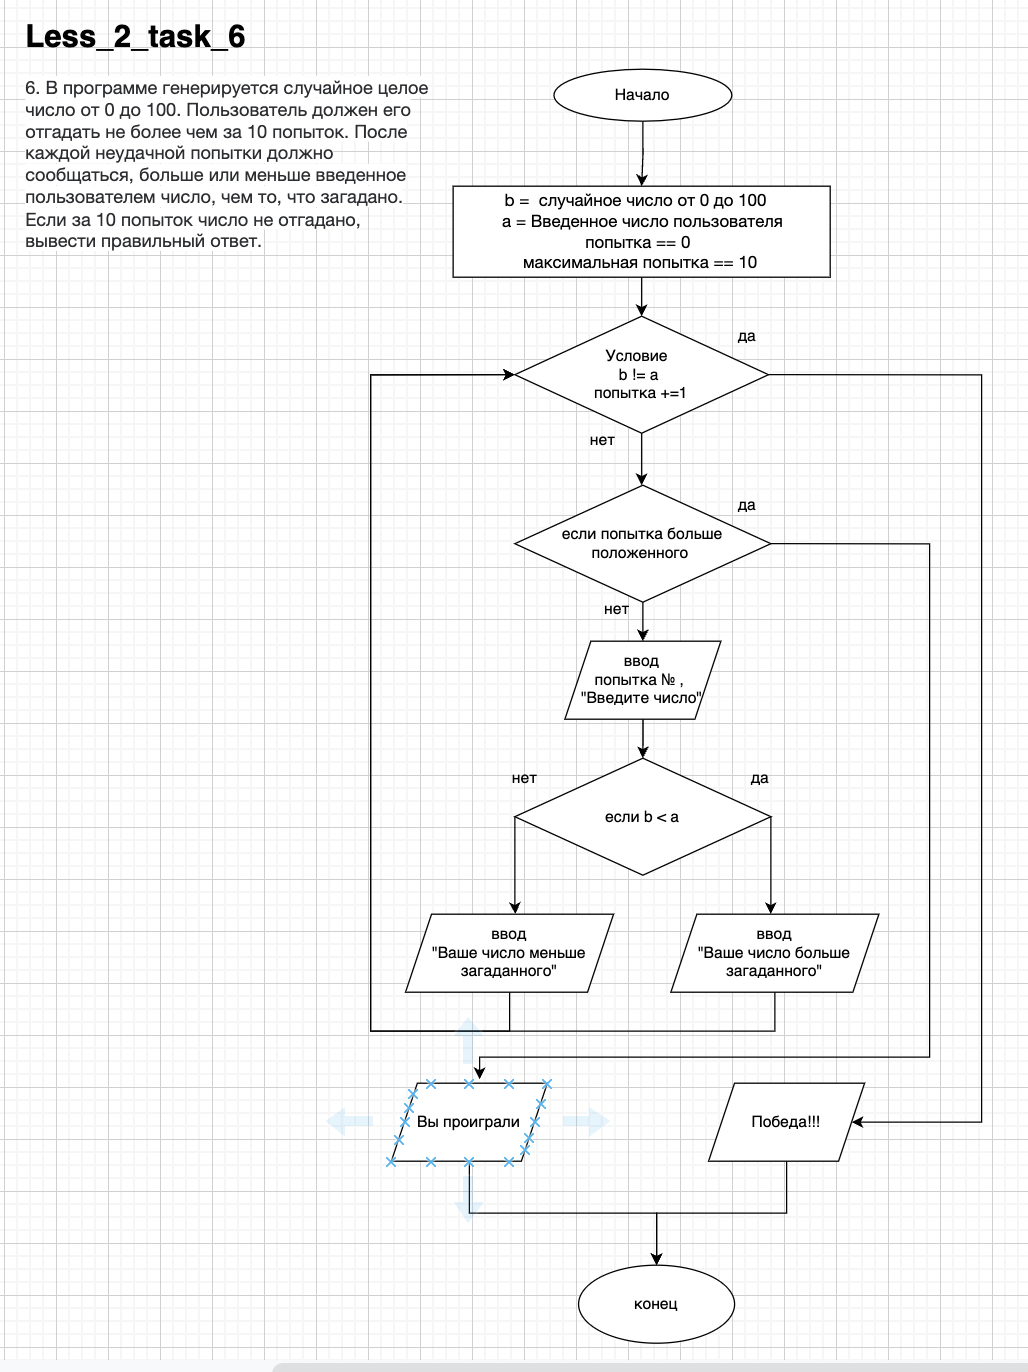 Less_2_task_6
6. В программе генерируется случайное целое
число от 0 до 100. Пользователь должен его
отгадать не более чем за 10 попыток. После
каждой неудачной попытки должно
сообщаться, больше или меньше введенное
пользователем число, чем то, что загадано.
Если за 10 попыток число не отгадано,
вывести правильный ответ.
Начало
b =  случайное число от 0 до 100
a = Введенное число пользователя
попытка == 0
максимальная попытка == 10
да
Условие
b != a
попытка +=1
нет
да
если попытка больше
положенного
нет
ввод
попытка № ,
"Введите число"
нет
да
если b < a
ввод
"Ваше число меньше
загаданного"
ввод
"Ваше число больше
загаданного"
Вы проиграли
Победа!!!
конец